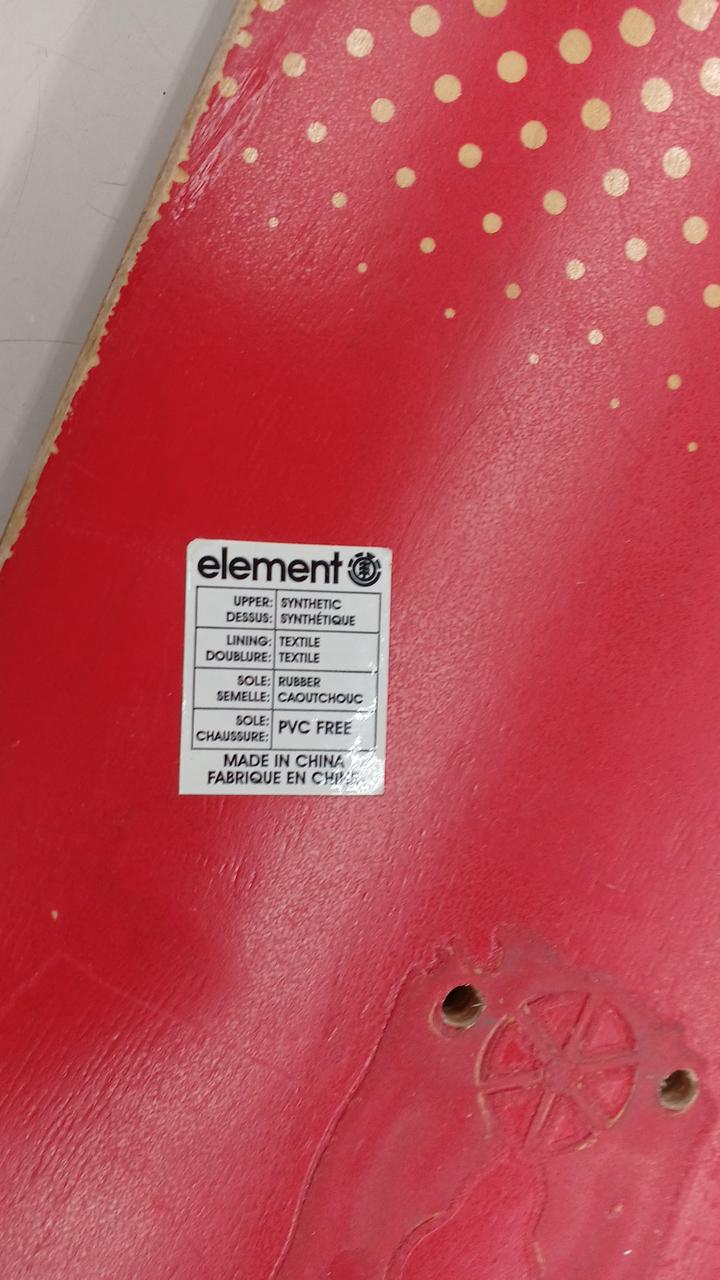 element
UPPER: SYNTHETIC
DESSUS: SYNTHÉTIQUE
LINING: TEXTILE
DOUBLURE: TEXTILE
SOLE: RUBBER
SEMELLE: CAOUTCHOUC
SOLE:
CHAUSSURE: PVC FREE
MADE IN CHINA
FABRIQUE EN CHINE